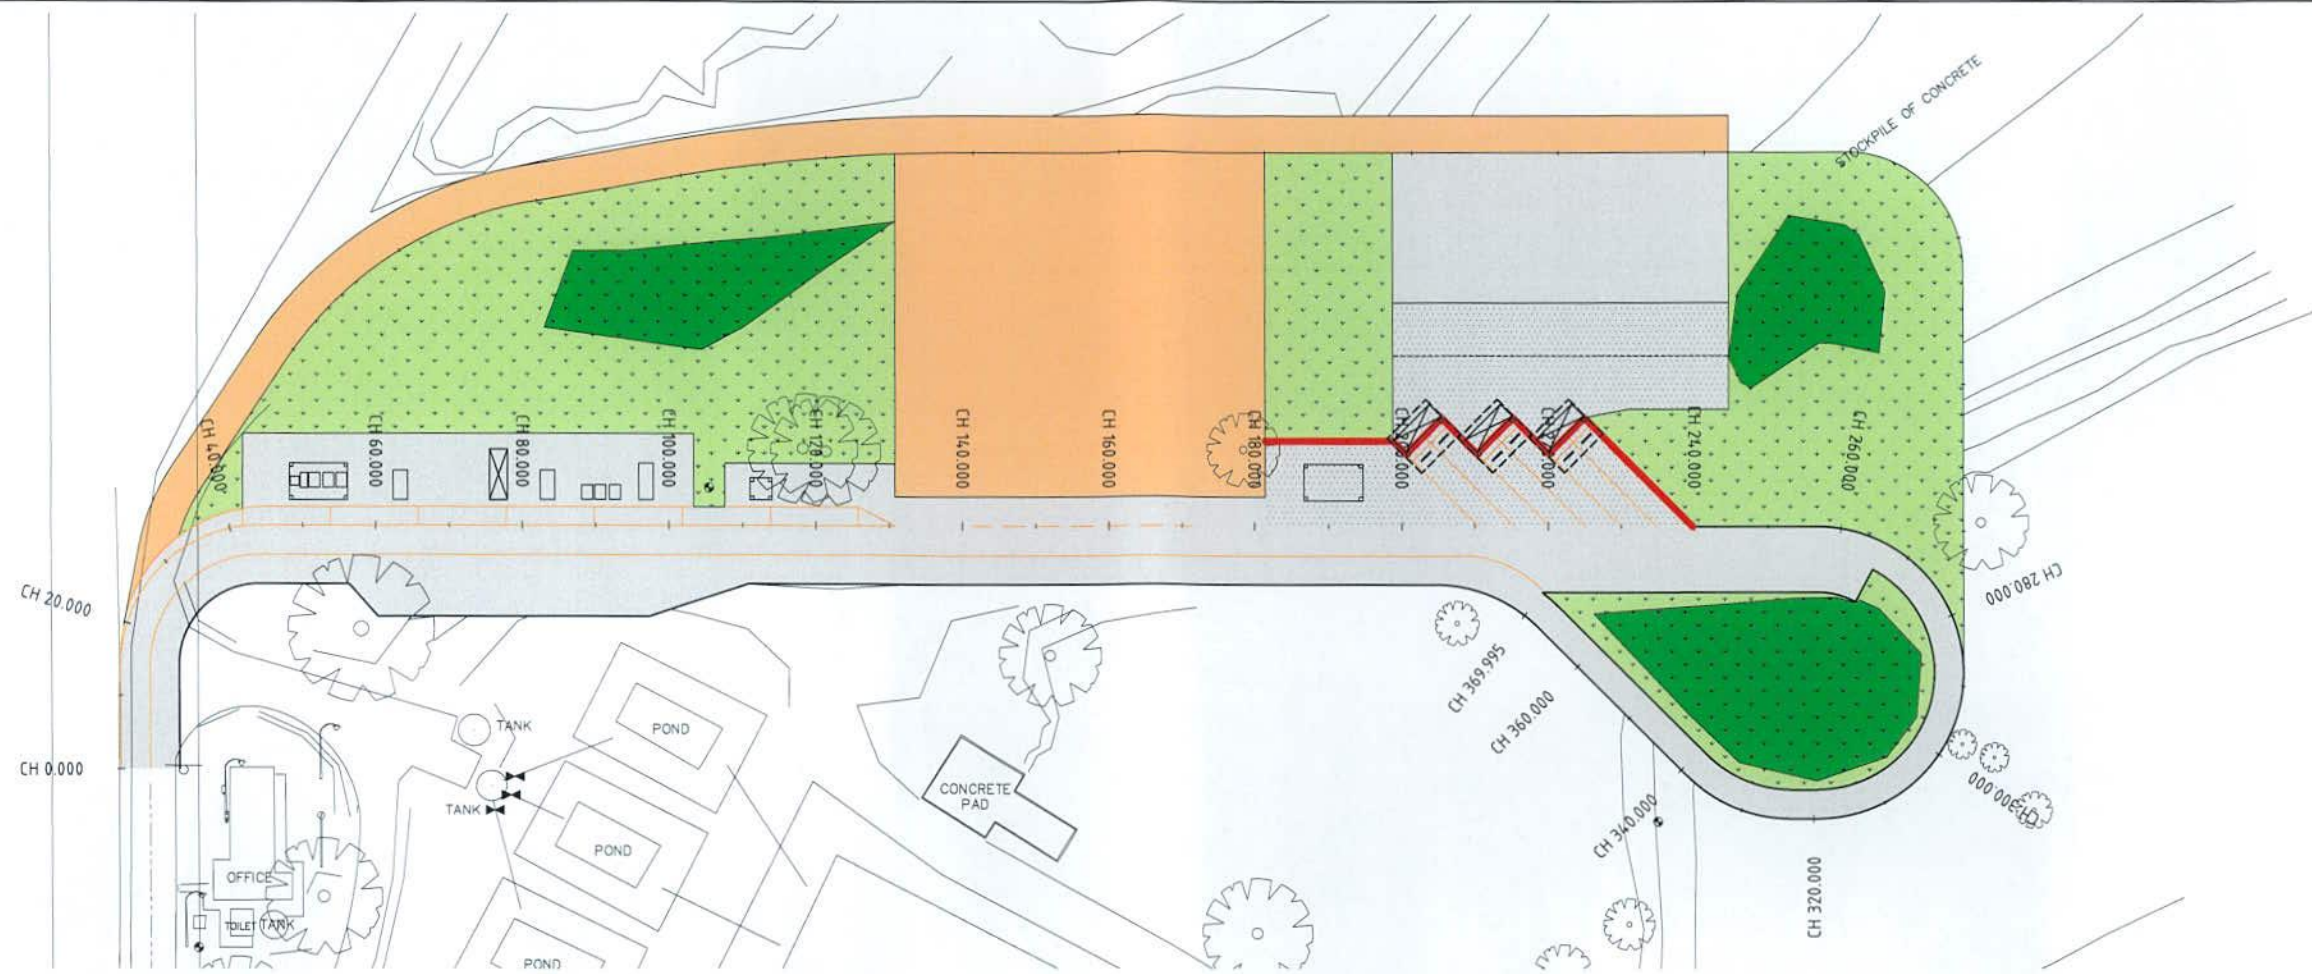 STOCKPILE OF CONCRETE
CH 40.000
CH 60.000
CH 80.000
CH 100.000
CH 120.000
CH 140.000
CH 160.000
CH 180.000
CH 240.000
CH 260.000
CH 280.000
CH 20.000
CH 0.000
CH 369.995
CH 360.000
CH 340.000
CH 320.000
CH 300.000
TANK
POND
TANK
POND
CONCRETE
PAD
OFFICE
TOILET
TANK
POND